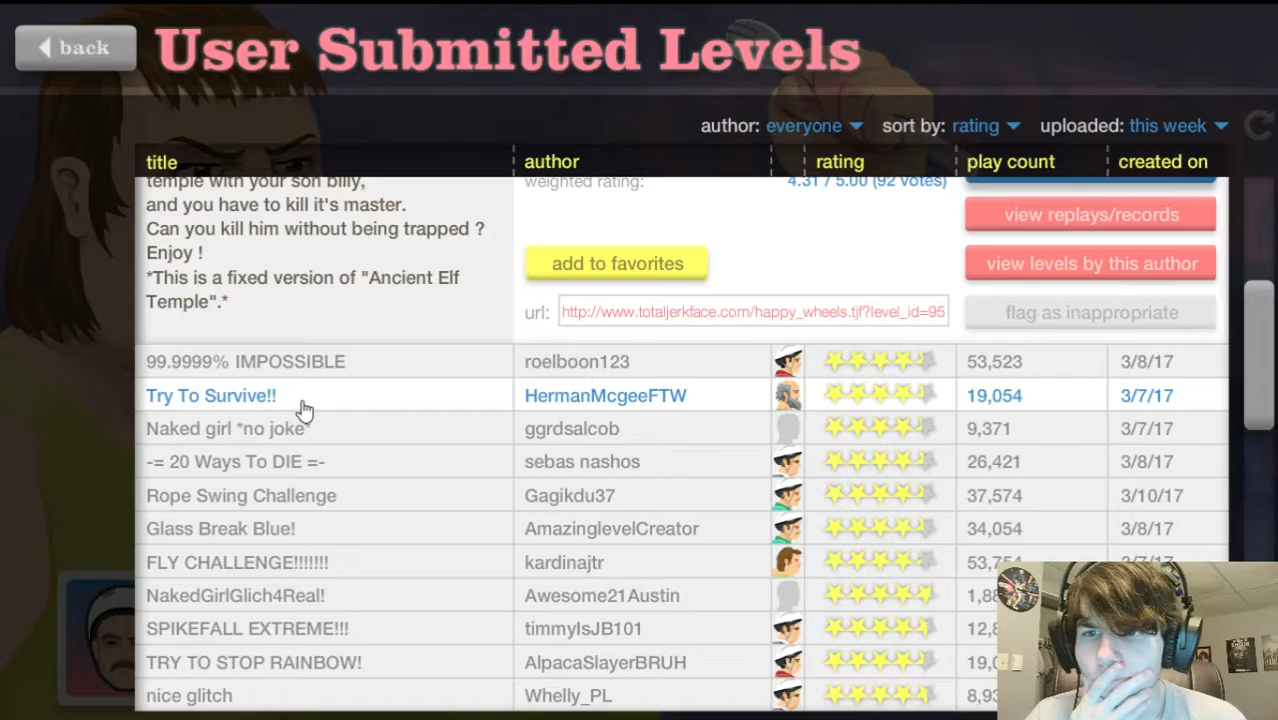 back
User Submitted Levels
author: everyone sort by: rating uploaded: this week
title author rating play count created on
temple with your son billy,
and you have to kill it's master.
Can you kill him without being trapped ?
Enjoy !
*This is a fixed version of "Ancient Elf
Temple".*
weighted rating: 4.31 / 5.00 (92 votes)
view replays/records
add to favorites
view levels by this author
url: http://www.totaljerkface.com/happy_wheels.tjf?level_id=95
flag as inappropriate
99.9999% IMPOSSIBLE roelboon123 53,523 3/8/17
Try To Survive!! HermanMcgeeFTW 19,054 3/7/17
Naked girl *no joke* ggrdsalcob 9,371 3/7/17
-= 20 Ways To DIE =- sebas nashos 26,421 3/8/17
Rope Swing Challenge Gagikdu37 37,574 3/10/17
Glass Break Blue! AmazinglevelCreator 34,054 3/8/17
FLY CHALLENGE!!!!!!! kardinajtr 53,754 3/7/17
NakedGirlGlich4Real! Awesome21Austin
SPIKEFALL EXTREME!!! timmyIsJB101
TRY TO STOP RAINBOW! AlpacaSlayerBRUH
nice glitch Whelly_PL